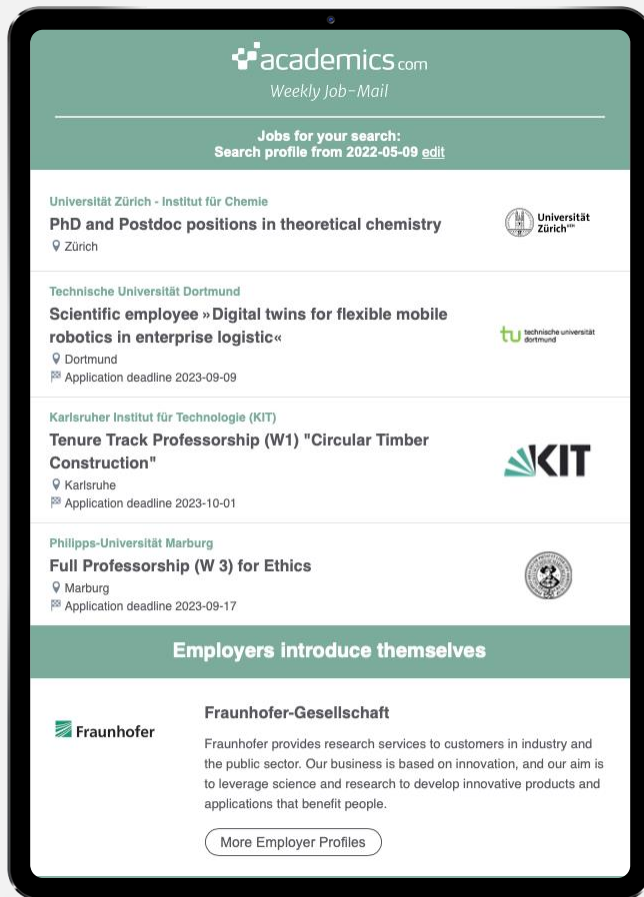 academics.com
Weekly Job-Mail
Jobs for your search:
Search profile from 2022-05-09 edit
Universität Zürich - Institut für Chemie
PhD and Postdoc positions in theoretical chemistry
Zürich
Universität
Zürich
Technische Universität Dortmund
Scientific employee »Digital twins for flexible mobile
robotics in enterprise logistic«
Dortmund
Application deadline 2023-09-09
tu technische universität
dortmund
Karlsruher Institut für Technologie (KIT)
Tenure Track Professorship (W1) "Circular Timber
Construction"
Karlsruhe
Application deadline 2023-10-01
KIT
Philipps-Universität Marburg
Full Professorship (W 3) for Ethics
Marburg
Application deadline 2023-09-17
Employers introduce themselves
Fraunhofer
Fraunhofer-Gesellschaft
Fraunhofer provides research services to customers in industry and
the public sector. Our business is based on innovation, and our aim is
to leverage science and research to develop innovative products and
applications that benefit people.
More Employer Profiles